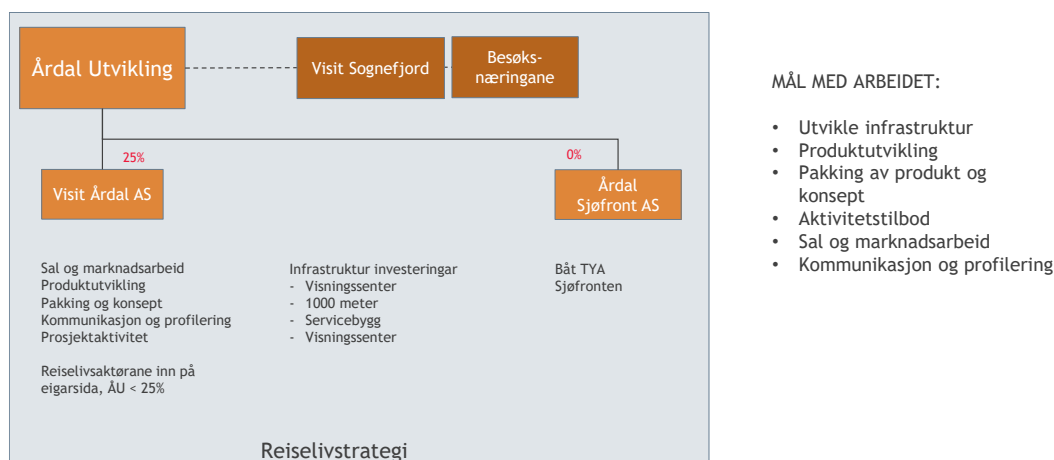 Årdal Utvikling
Visit Sognefjord
Besøks-
næringane
25%
0%
Visit Årdal AS
Årdal
Sjøfront AS
Sal og marknadsarbeid
Produktutvikling
Pakking og konsept
Kommunikasjon og profilering
Prosjektaktivitet
Reiselivsaktørane inn på
eigarsida, ÅU < 25%
Infrastruktur investeringar
- Visningssenter
- 1000 meter
- Servicebygg
- Visningssenter
Båt TYA
Sjøfronten
Reiselivstrategi
MÅL MED ARBEIDET:
• Utvikle infrastruktur
• Produktutvikling
• Pakking av produkt og
konsept
• Aktivitetstilbod
• Sal og marknadsarbeid
• Kommunikasjon og profilering